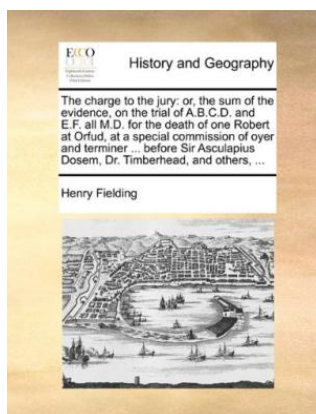 ECCO
History and Geography
The charge to the jury: or, the sum of the
evidence, on the trial of A.B.C.D. and
E.F. all M.D. for the death of one Robert
at Orfud, at a special commission of oyer
and terminer ... before Sir Asculapius
Dosem, Dr. Timberhead, and others, ...
Henry Fielding